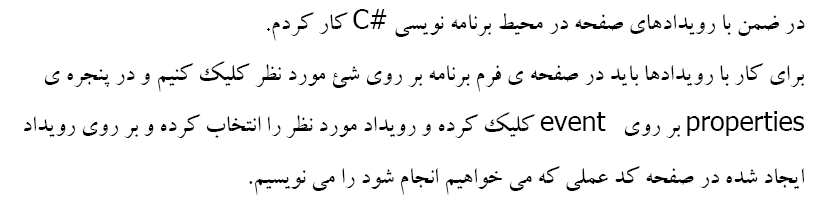 در ضمن با رویدادهای صفحه در محیط برنامه نویسی C# کار کردم.
برای کار با رویدادها باید در صفحه ی فرم برنامه بر روی شئ مورد نظر کلیک کنیم و در پنجره ی
properties بر روی event کلیک کرده و رویداد مورد نظر را انتخاب کرده و بر روی رویداد
ایجاد شده در صفحه کد عملی که می خواهیم انجام شود را می نویسیم.